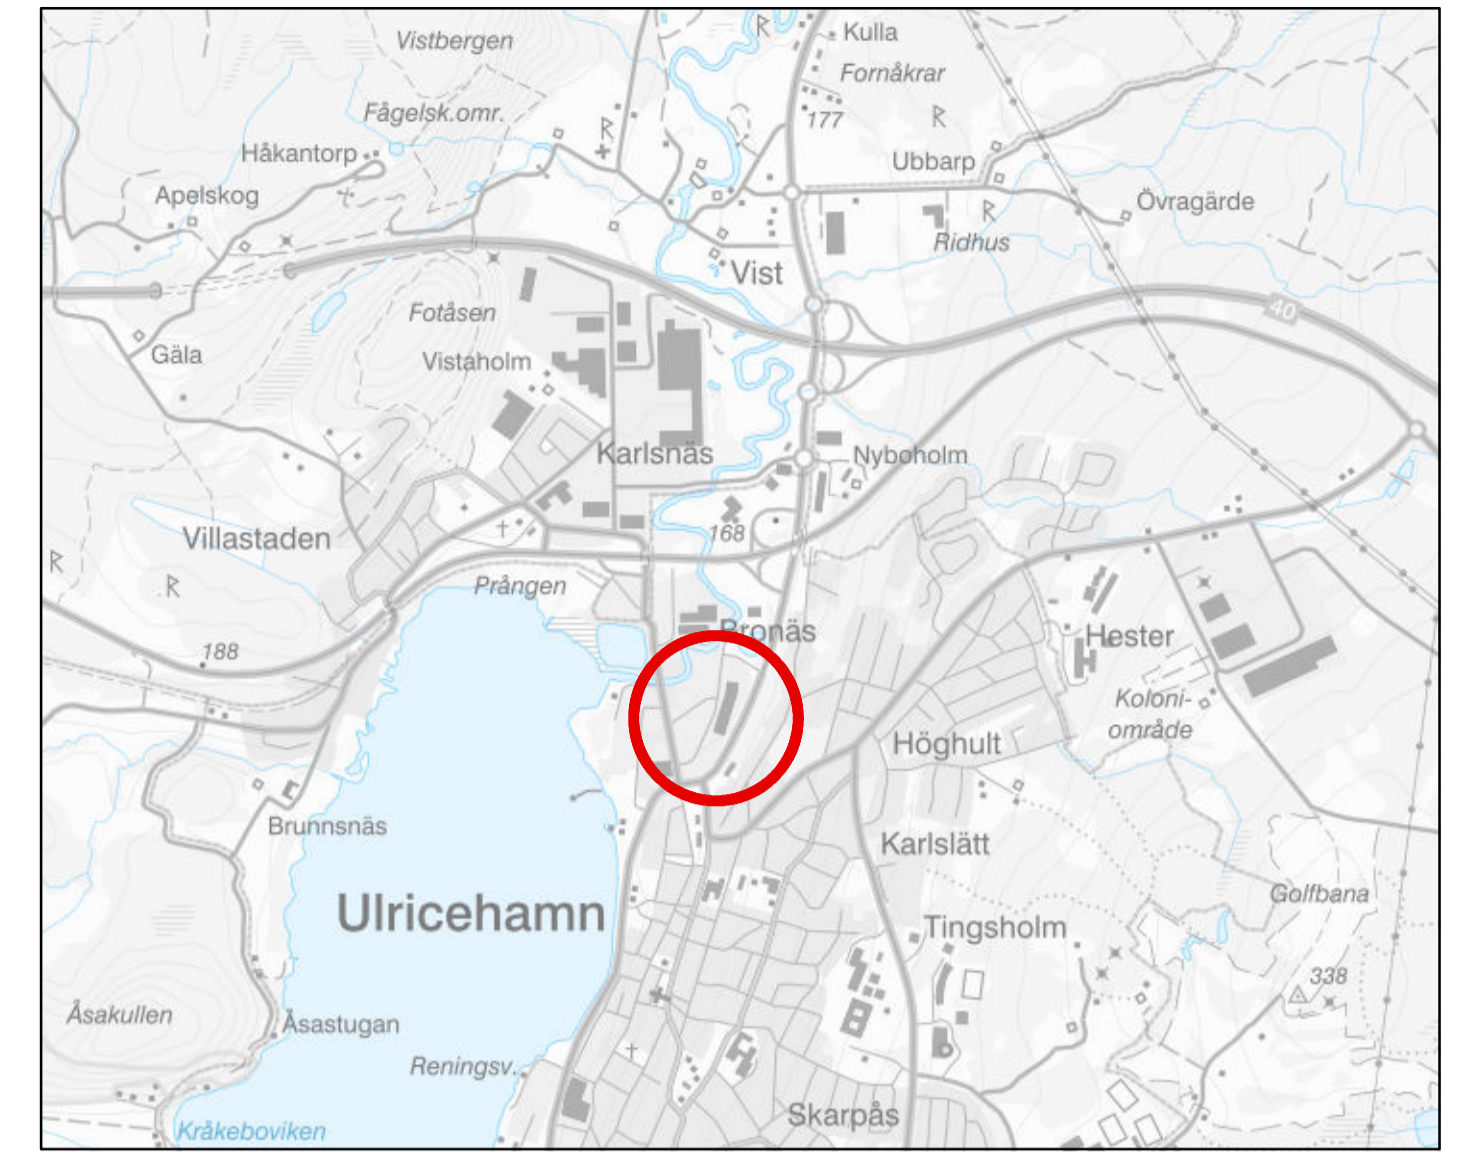 Kulla
Vistbergen
Fornåkrar
R
Fågelsk.omr.
177
R
R
Håkantorp
Ubbarp
Apelskog
Övragärde
R
Ridhus
Vist
40
Fotåsen
Gäla
Vistaholm
Karlsnäs
Nyboholm
Villastaden
168
R
R
Prången
Bronäs
Hester
188
Koloni-
område
Höghult
Brunnsnäs
Karlslätt
Golfbana
Ulricehamn
Tingsholm
338
Åsakullen
Åsastugan
Reningsv.
Skarpås
Kråkeboviken